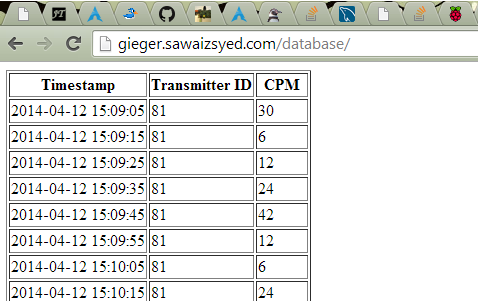 gieger.sawaizsyed.com/database/
Timestamp Transmitter ID CPM
2014-04-12 15:09:05 81 30
2014-04-12 15:09:15 81 6
2014-04-12 15:09:25 81 12
2014-04-12 15:09:35 81 24
2014-04-12 15:09:45 81 42
2014-04-12 15:09:55 81 12
2014-04-12 15:10:05 81 6
2014-04-12 15:10:15 81 24